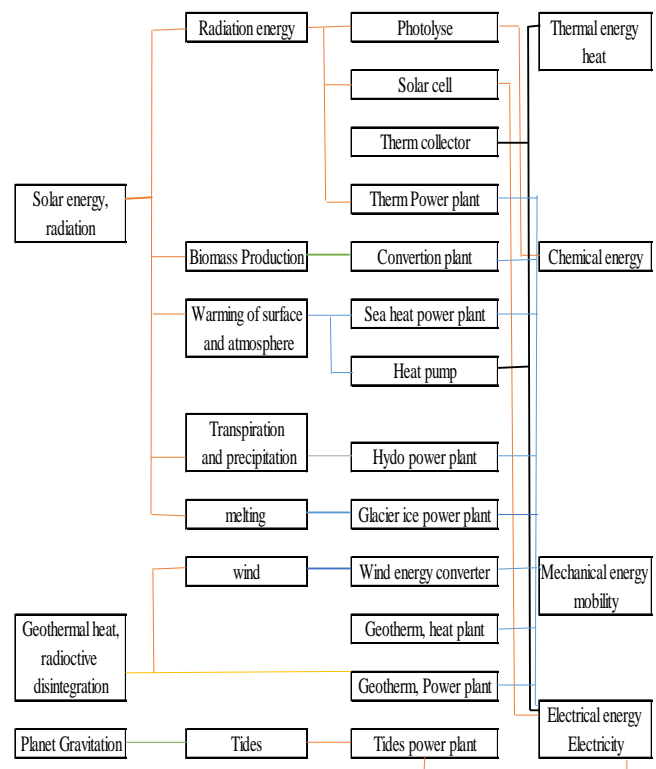 Radiation energy
Photolyse
Thermal energy
heat
Solar cell
Therm collector
Solar energy,
radiation
Therm Power plant
Biomass Production
Convertion plant
Chemical energy
Warming of surface
and atmosphere
Sea heat power plant
Heat pump
Transpiration
and precipitation
Hydo power plant
melting
Glacier ice power plant
wind
Wind energy converter
Mechanical energy
mobility
Geothermal heat,
radioctive
disintegration
Geotherm, heat plant
Geotherm, Power plant
Electrical energy
Electricity
Planet Gravitation
Tides
Tides power plant